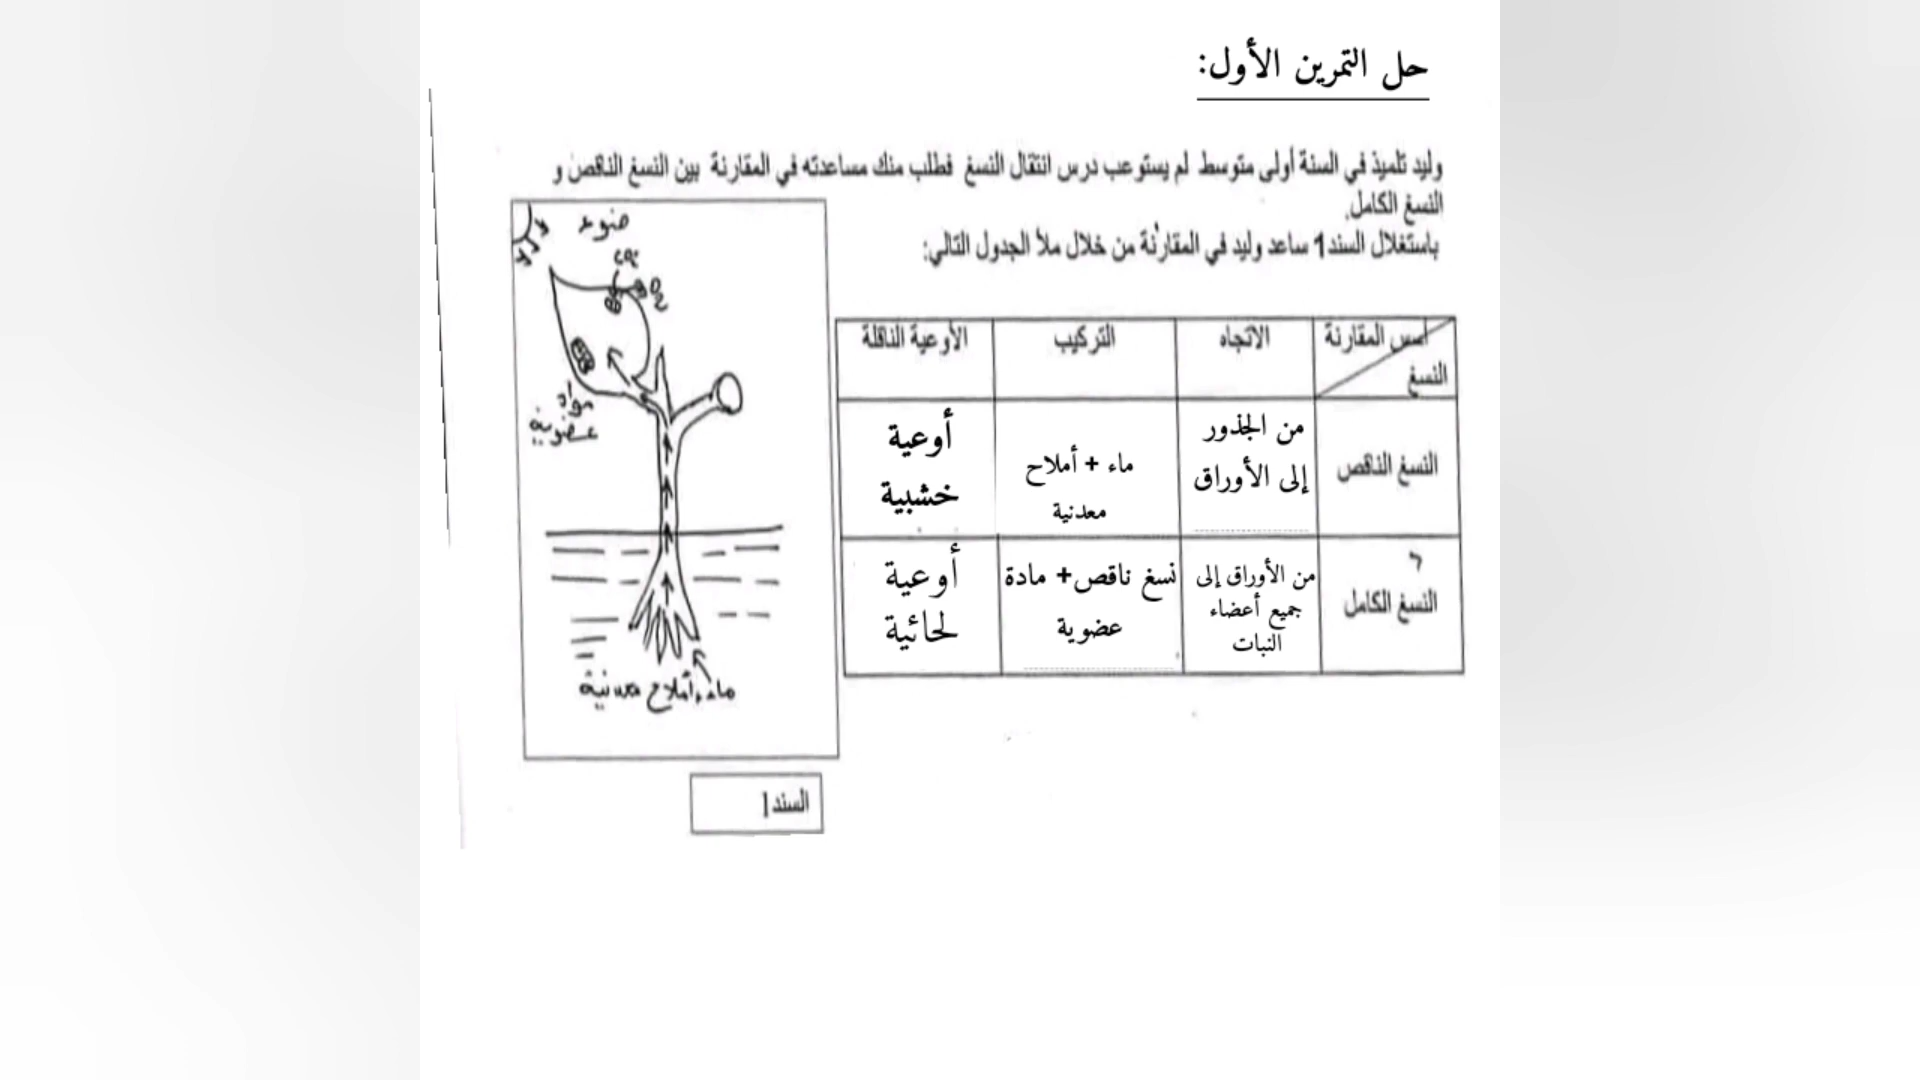 حل التمرين الأول:
وليد تلميذ في السنة أولى متوسط لم يستوعب درس انتقال النسغ فطلب منك مساعدته في المقارنة بين النسغ الناقص و
النسغ الكامل.
باستغلال السند1 ساعد وليد في المقارنة من خلال ملأ الجدول التالي:
أسس المقارنة
النسغ
الاتجاه
التركيب
الأوعية الناقلة
النسغ الناقص
من الجذور
إلى الأوراق
ماء + أملاح
معدنية
أوعية
خشبية
النسغ الكامل
من الأوراق إلى
جميع أعضاء
النبات
نسغ ناقص+ مادة
عضوية
أوعية
لحائية
ضوء
O2
مواد
عضوية
ماء+أملاح معدنية
السند1